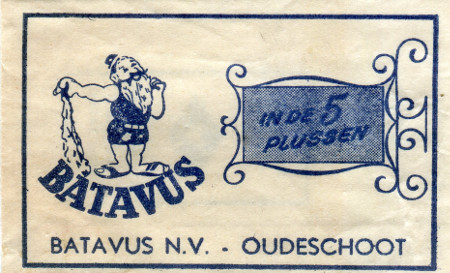 BATAVUS
IN DE 5
PLUSSEN
BATAVUS N.V. - OUDESCHOOT